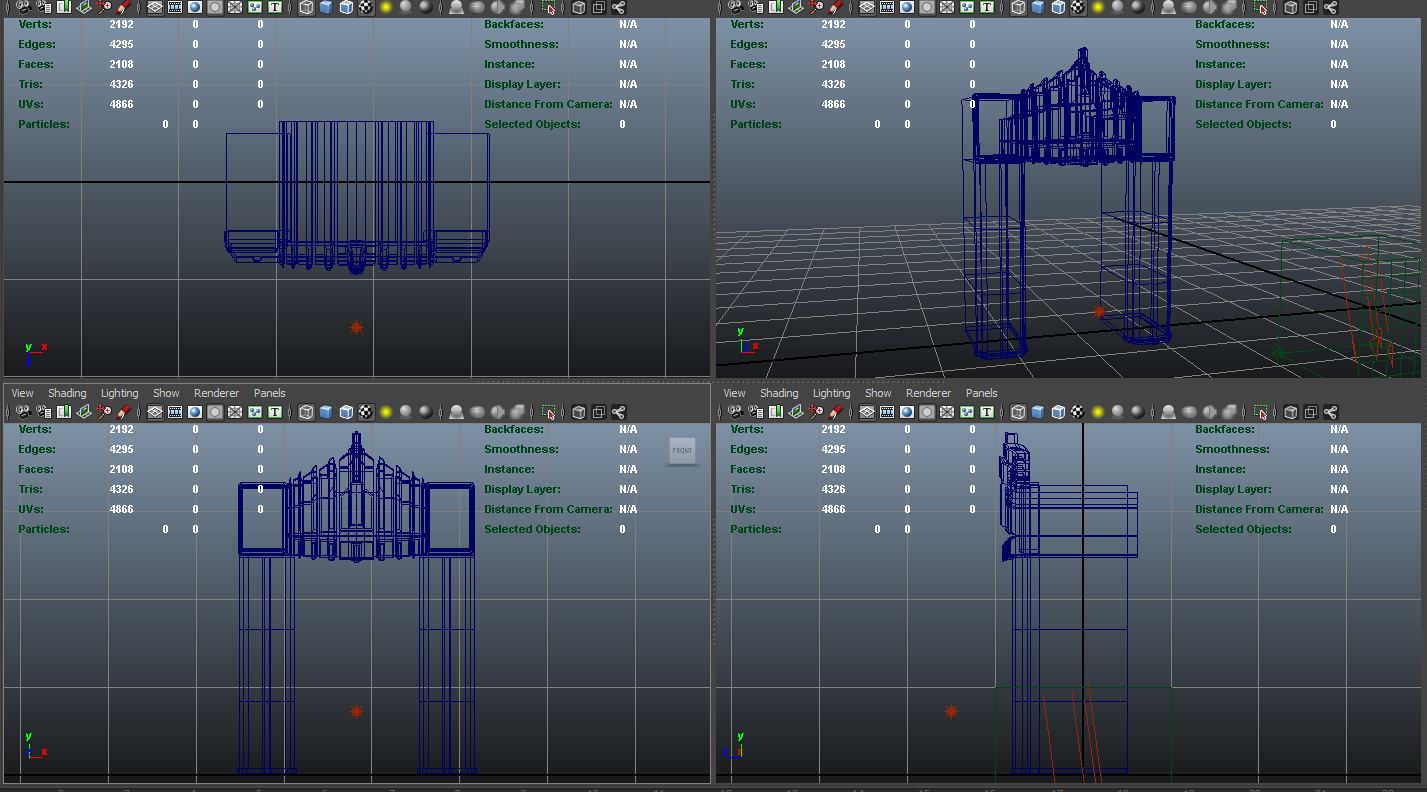 Verts: 2192 0 0 Backfaces: N/A
Edges: 4295 0 0 Smoothness: N/A
Faces: 2108 0 0 Instance: N/A
Tris: 4326 0 0 Display Layer: N/A
UVs: 4866 0 0 Distance From Camera: N/A
Particles: 0 0 Selected Objects: 0
y x
Verts: 2192 0 0 Backfaces: N/A
Edges: 4295 0 0 Smoothness: N/A
Faces: 2108 0 0 Instance: N/A
Tris: 4326 0 0 Display Layer: N/A
UVs: 4866 0 0 Distance From Camera: N/A
Particles: 0 0 Selected Objects: 0
y x
View Shading Lighting Show Renderer Panels
Verts: 2192 0 0 Backfaces: N/A
Edges: 4295 0 0 Smoothness: N/A
FRONT
Faces: 2108 0 0 Instance: N/A
Tris: 4326 0 0 Display Layer: N/A
UVs: 4866 0 0 Distance From Camera: N/A
Particles: 0 0 Selected Objects: 0
y x
View Shading Lighting Show Renderer Panels
Verts: 2192 0 0 Backfaces: N/A
Edges: 4295 0 0 Smoothness: N/A
Faces: 2108 0 0 Instance: N/A
Tris: 4326 0 0 Display Layer: N/A
UVs: 4866 0 0 Distance From Camera: N/A
Particles: 0 0 Selected Objects: 0
y